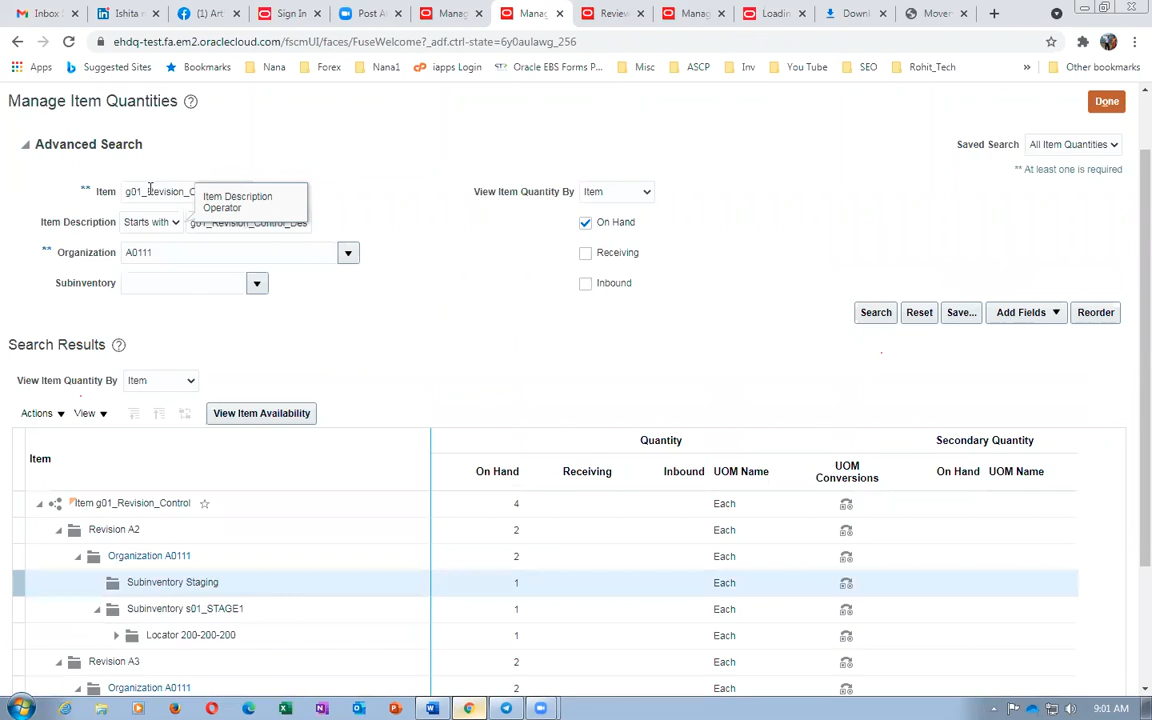 Inbox
Ishita m
(1) Art
Sign In
Post A
Manag
Manag
Review
Manag
Loadin
Downl
Mover
ehdq-test.fa.em2.oraclecloud.com/fscmUI/faces/FuseWelcome?_adf.ctrl-state=6y0aulawg_256
Apps
Suggested Sites
Bookmarks
Nana
Forex
Nana1
iapps Login
Oracle EBS Forms P...
Misc
ASCP
Inv
You Tube
SEO
Rohit_Tech
»
Other bookmarks
Manage Item Quantities
Done
Advanced Search
Saved Search All Item Quantities
** At least one is required
** Item g01_Revision_C
View Item Quantity By Item
Item Description
Operator
Item Description Starts with g01_Revision_Control_Des
On Hand
** Organization A0111
Receiving
Subinventory
Inbound
Search
Reset
Save...
Add Fields
Reorder
Search Results
View Item Quantity By Item
Actions
View
View Item Availability
Quantity
Secondary Quantity
Item
On Hand
Receiving
Inbound
UOM Name
UOM
Conversions
On Hand
UOM Name
Item g01_Revision_Control 4 Each
Revision A2 2 Each
Organization A0111 2 Each
Subinventory Staging 1 Each
Subinventory s01_STAGE1 1 Each
Locator 200-200-200 1 Each
Revision A3 2 Each
Organization A0111 2 Each
9:01 AM